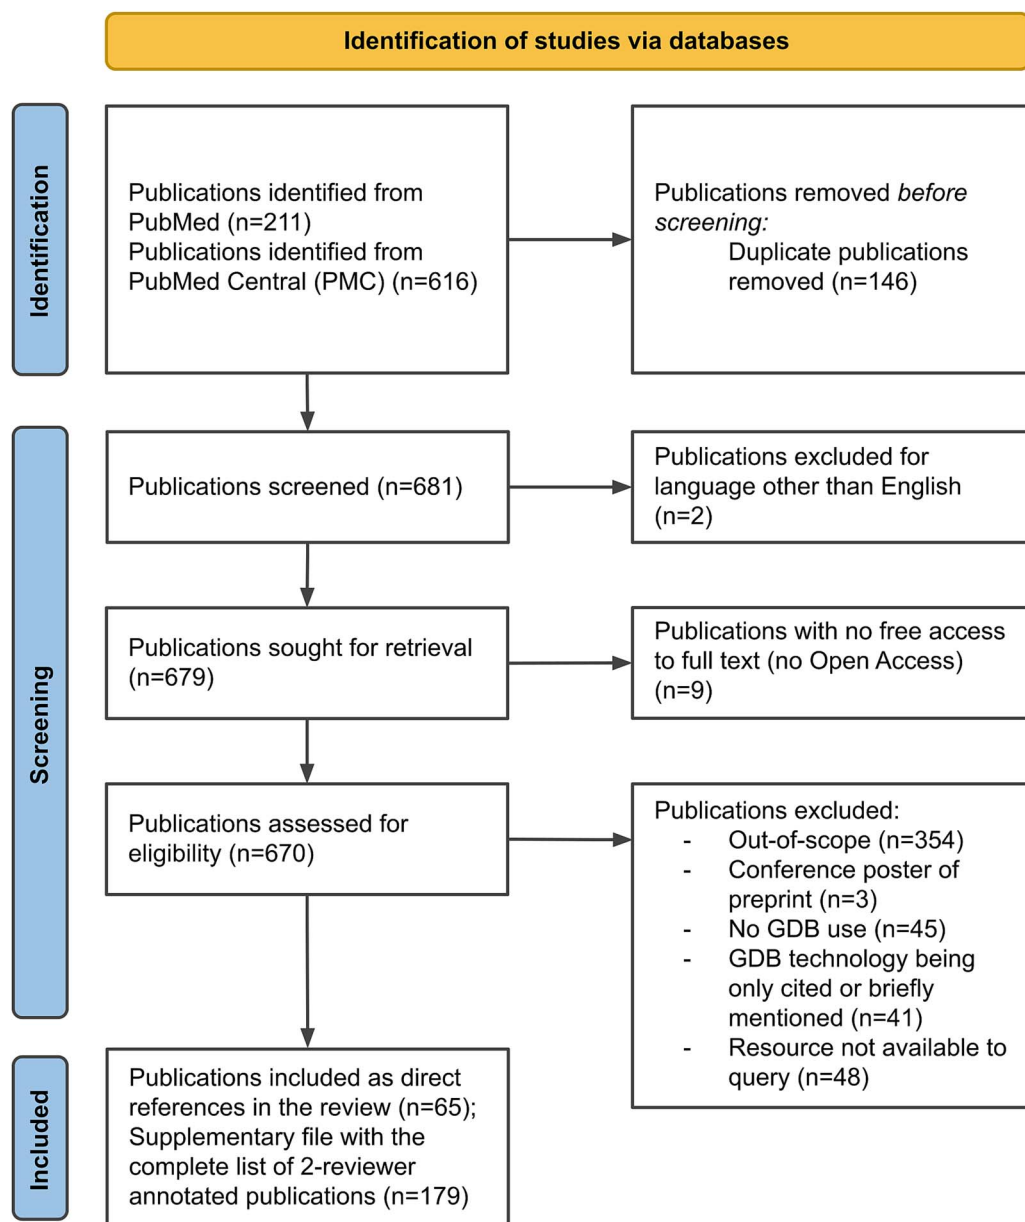 Identification of studies via databases
Identification
Publications identified from
PubMed (n=211)
Publications identified from
PubMed Central (PMC) (n=616)
Publications removed before
screening:
Duplicate publications
removed (n=146)
Screening
Publications screened (n=681)
Publications excluded for
language other than English
(n=2)
Publications sought for retrieval
(n=679)
Publications with no free access
to full text (no Open Access)
(n=9)
Publications assessed for
eligibility (n=670)
Publications excluded:
- Out-of-scope (n=354)
- Conference poster of
preprint (n=3)
- No GDB use (n=45)
- GDB technology being
only cited or briefly
mentioned (n=41)
- Resource not available to
query (n=48)
Included
Publications included as direct
references in the review (n=65);
Supplementary file with the
complete list of 2-reviewer
annotated publications (n=179)